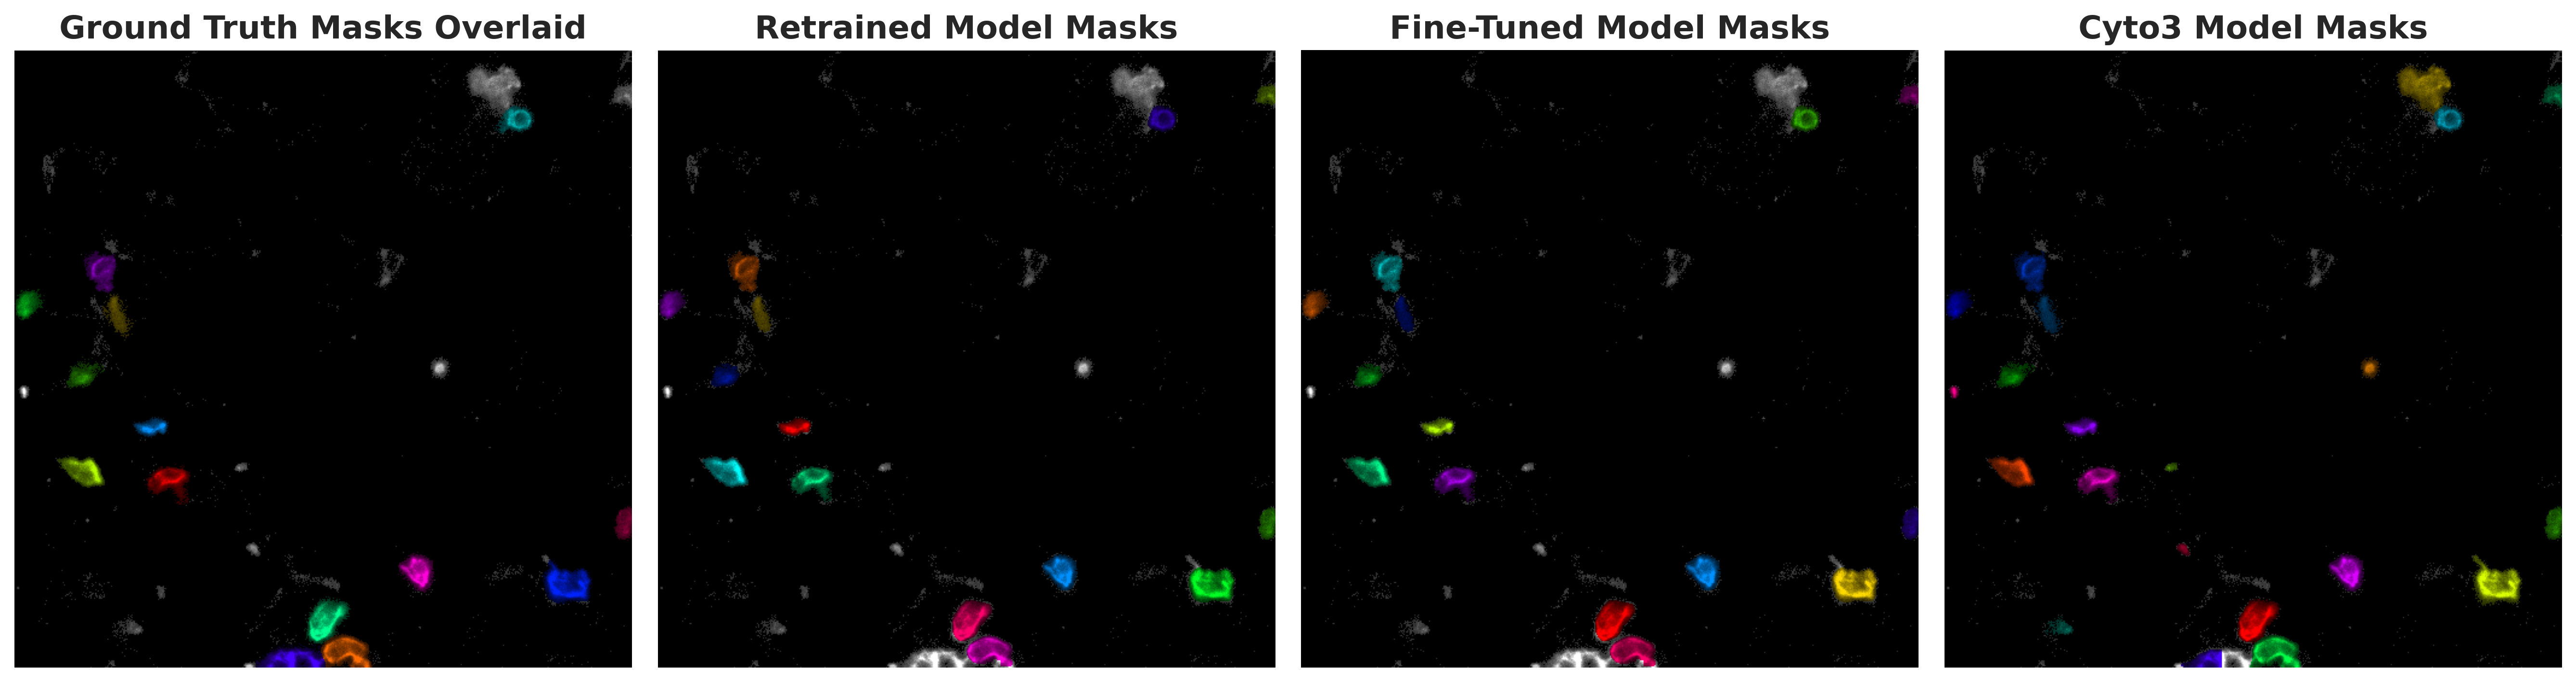 Ground Truth Masks Overlaid
Retrained Model Masks
Fine-Tuned Model Masks
Cyto3 Model Masks